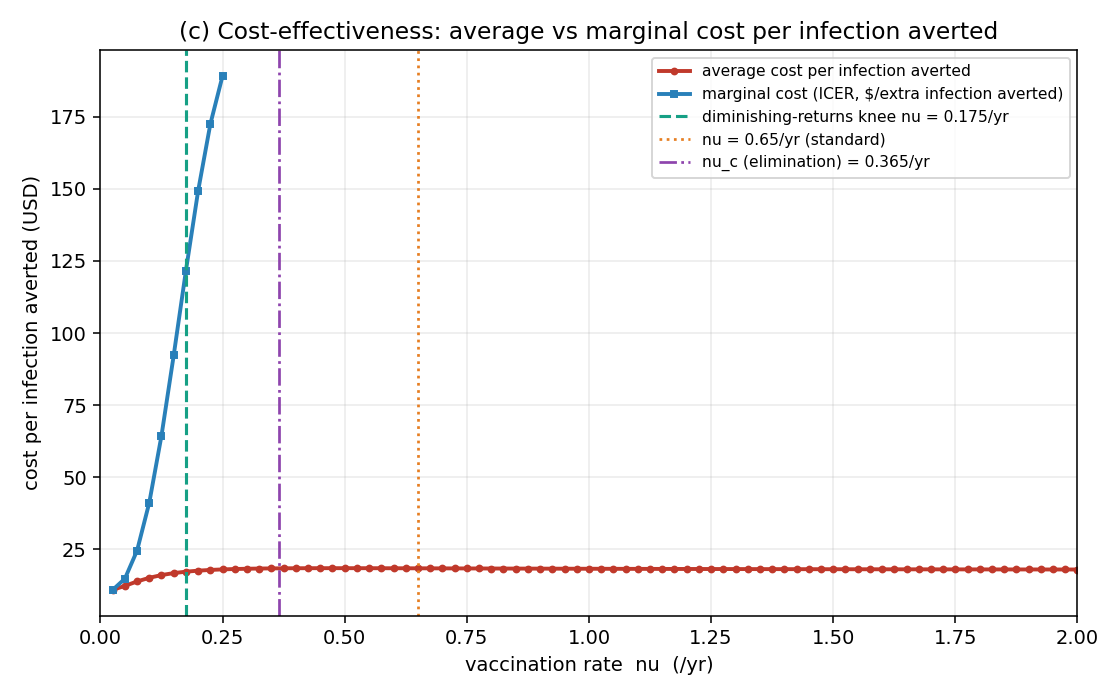 (c) Cost-effectiveness: average vs marginal cost per infection averted
average cost per infection averted
marginal cost (ICER, $/extra infection averted)
diminishing-returns knee nu = 0.175/yr
nu = 0.65/yr (standard)
nu_c (elimination) = 0.365/yr
cost per infection averted (USD)
175
150
125
100
75
50
25
0.00 0.25 0.50 0.75 1.00 1.25 1.50 1.75 2.00
vaccination rate nu (/yr)